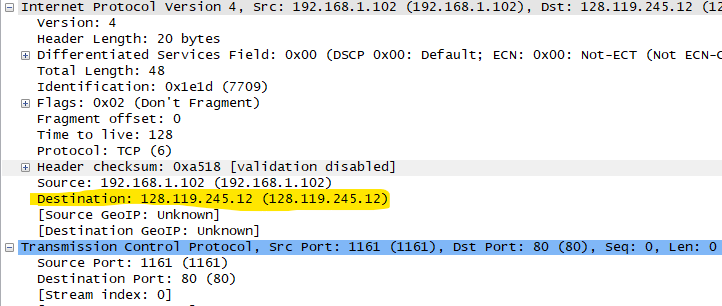 Internet Protocol Version 4, Src: 192.168.1.102 (192.168.1.102), Dst: 128.119.245.12 (12
Version: 4
Header Length: 20 bytes
Differentiated Services Field: 0x00 (DSCP 0x00: Default; ECN: 0x00: Not-ECT (Not ECN-C
Total Length: 48
Identification: 0x1e1d (7709)
Flags: 0x02 (Don't Fragment)
Fragment offset: 0
Time to live: 128
Protocol: TCP (6)
Header checksum: 0xa518 [validation disabled]
Source: 192.168.1.102 (192.168.1.102)
Destination: 128.119.245.12 (128.119.245.12)
[Source GeoIP: Unknown]
[Destination GeoIP: Unknown]
Transmission Control Protocol, Src Port: 1161 (1161), Dst Port: 80 (80), Seq: 0, Len: 0
Source Port: 1161 (1161)
Destination Port: 80 (80)
[Stream index: 0]